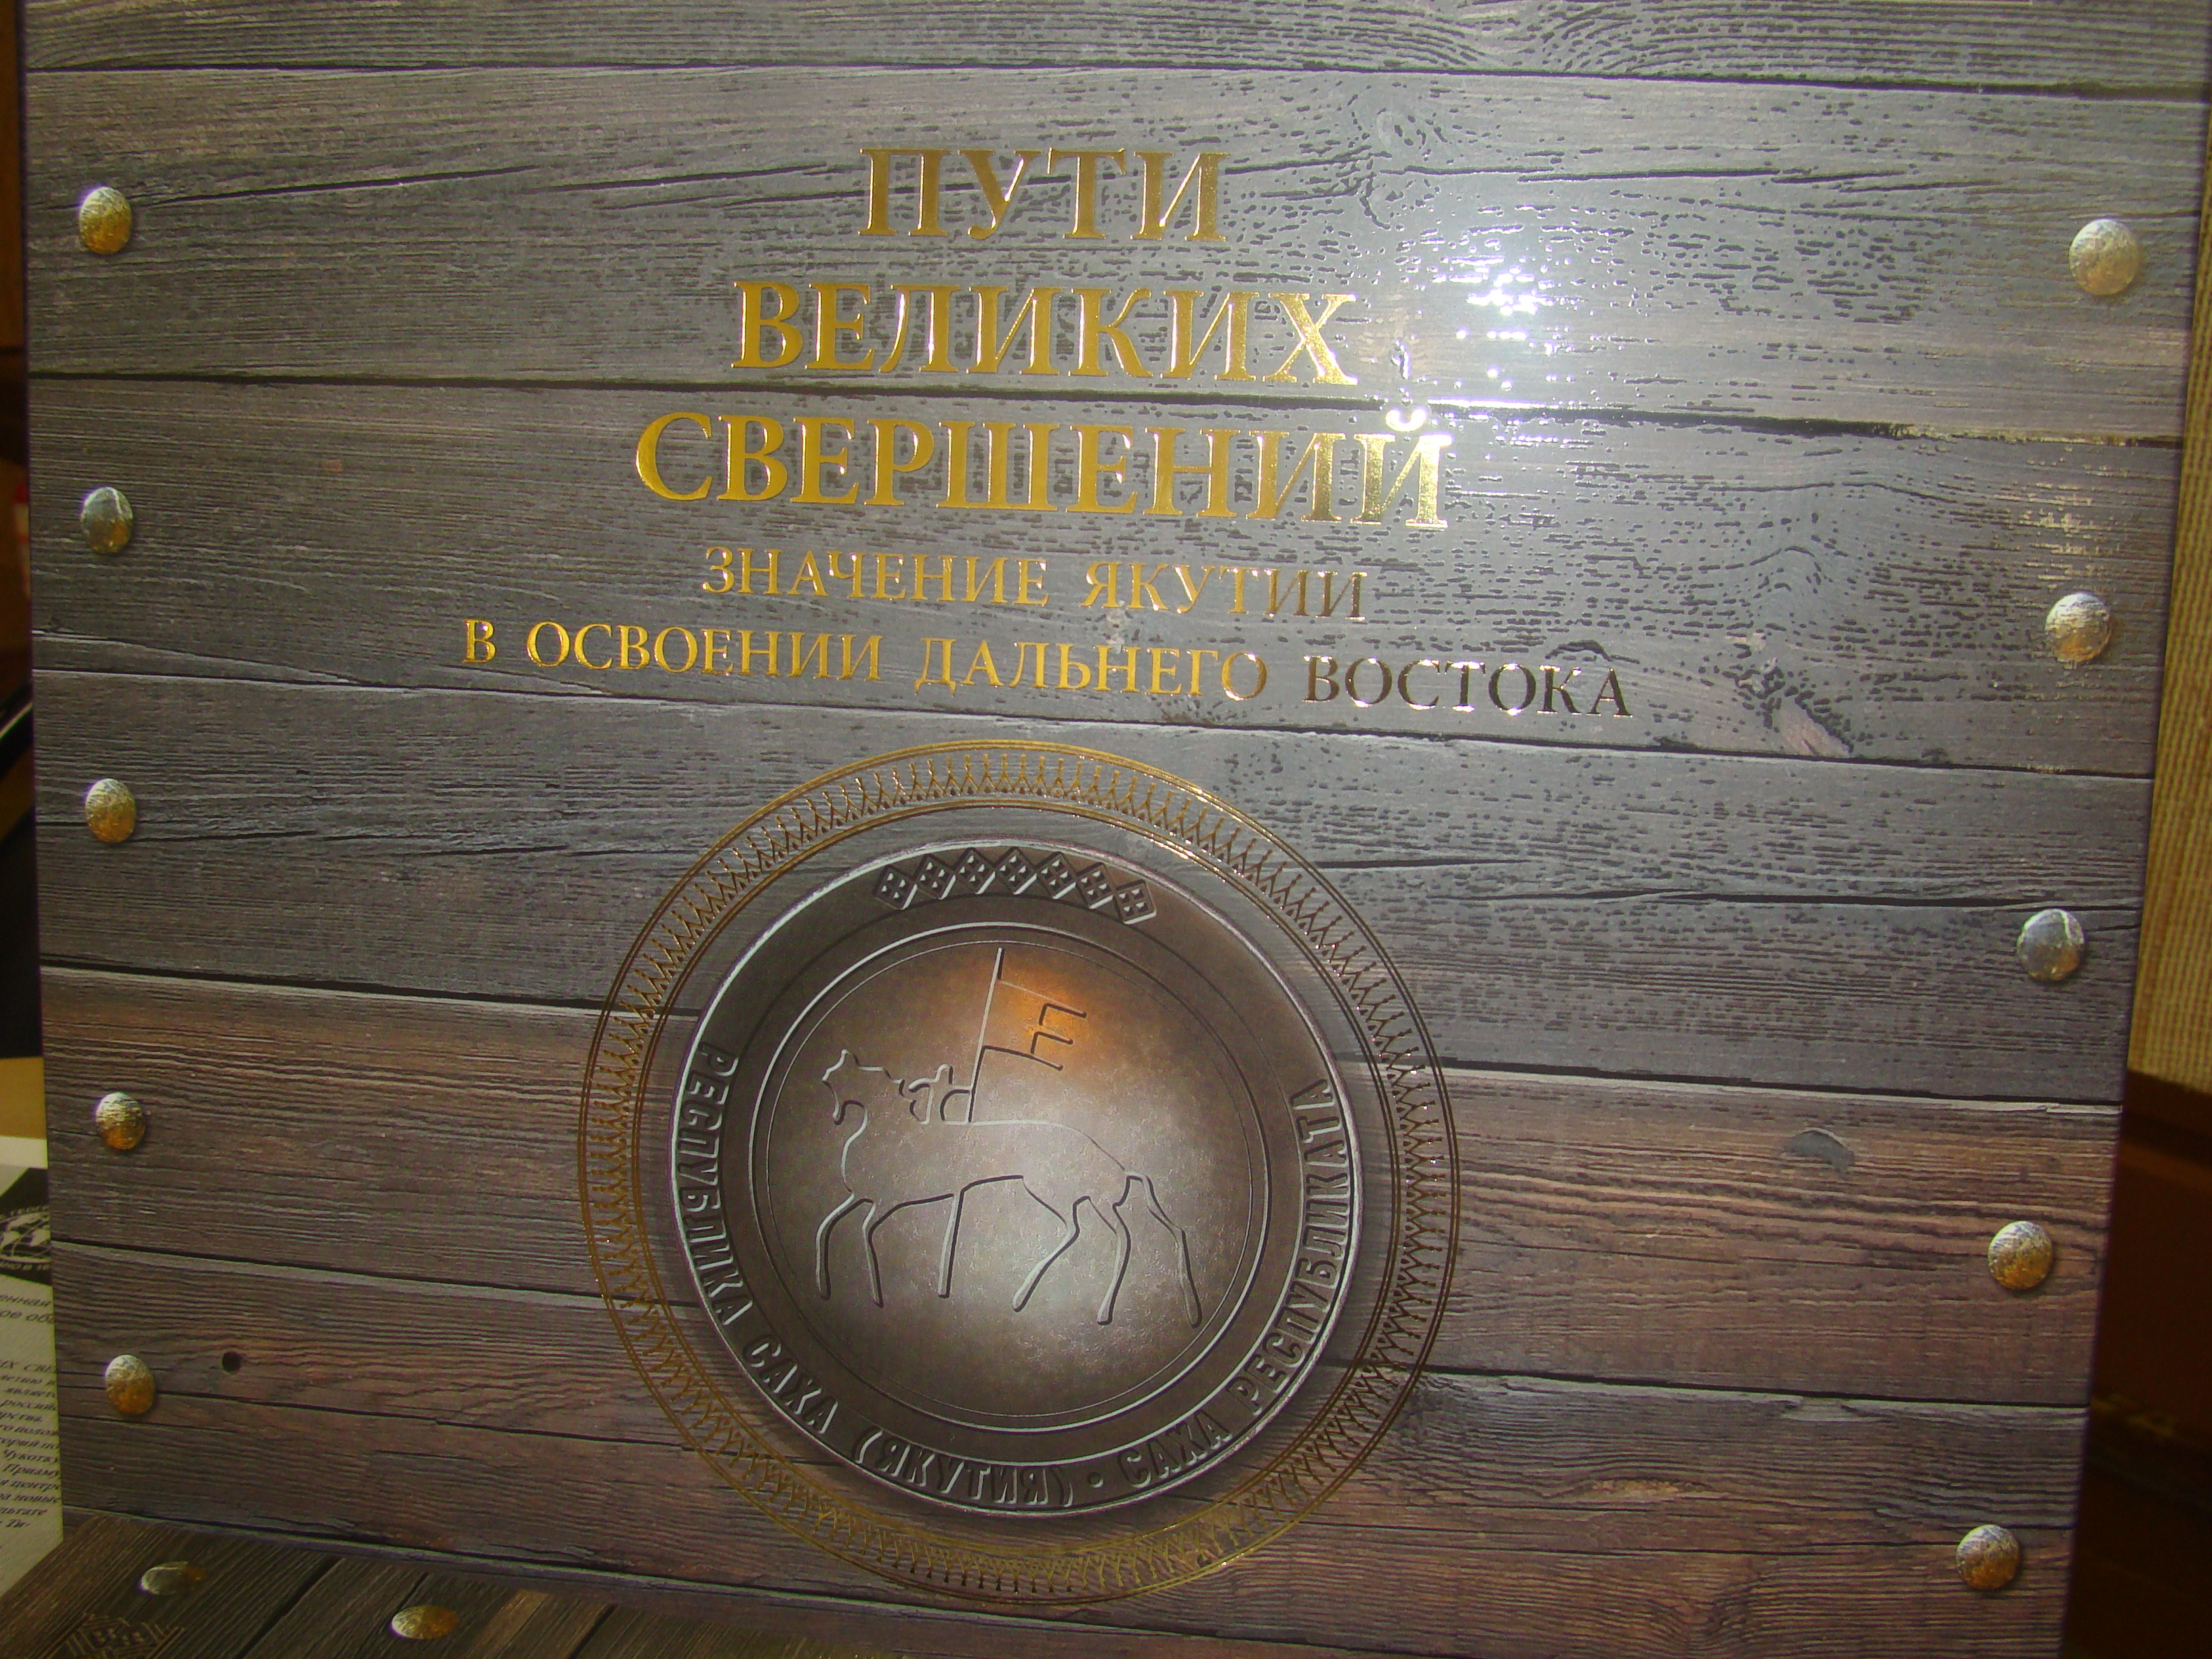 ПУТИ
ВЕЛИКИХ
СВЕРШЕНИЙ
ЗНАЧЕНИЕ ЯКУТИИ
В ОСВОЕНИИ ДАЛЬНЕГО ВОСТОКА
РЕСПУБЛИКА САХА (ЯКУТИЯ) • САХА РЕСПУБЛИКАТА